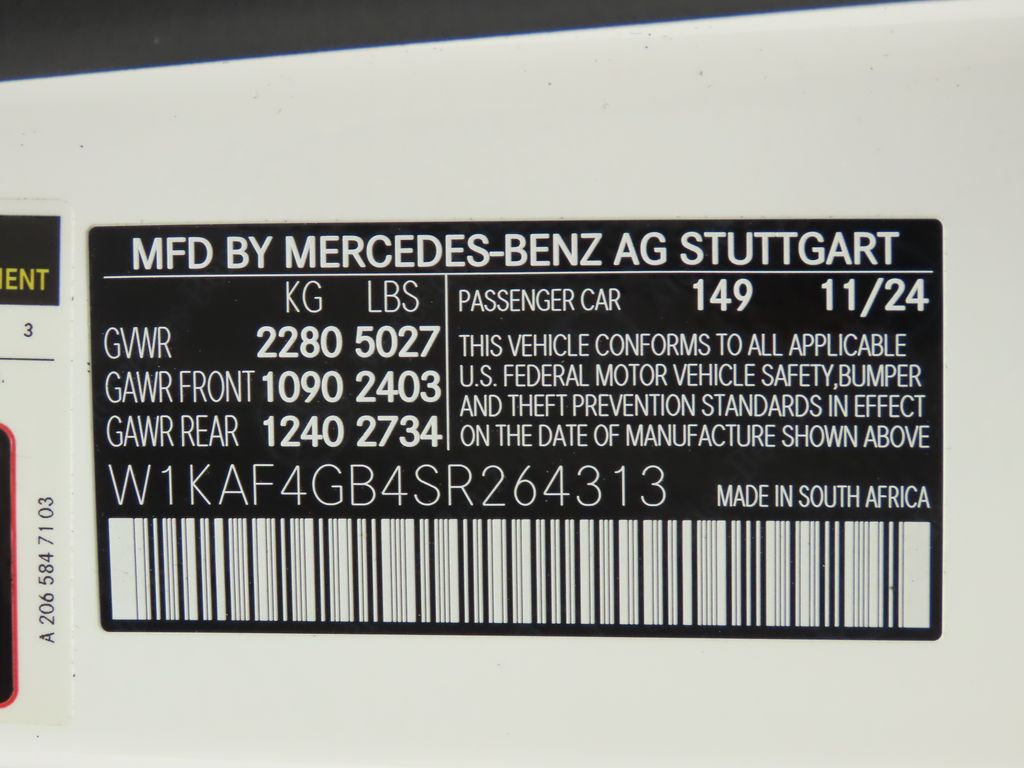 MFD BY MERCEDES-BENZ AG STUTTGART
KG LBS
GVWR 2280 5027
GAWR FRONT 1090 2403
GAWR REAR 1240 2734
PASSENGER CAR 149 11/24
THIS VEHICLE CONFORMS TO ALL APPLICABLE
U.S. FEDERAL MOTOR VEHICLE SAFETY,BUMPER
AND THEFT PREVENTION STANDARDS IN EFFECT
ON THE DATE OF MANUFACTURE SHOWN ABOVE
W1KAF4GB4SR264313 MADE IN SOUTH AFRICA
3
A 206 584 71 03